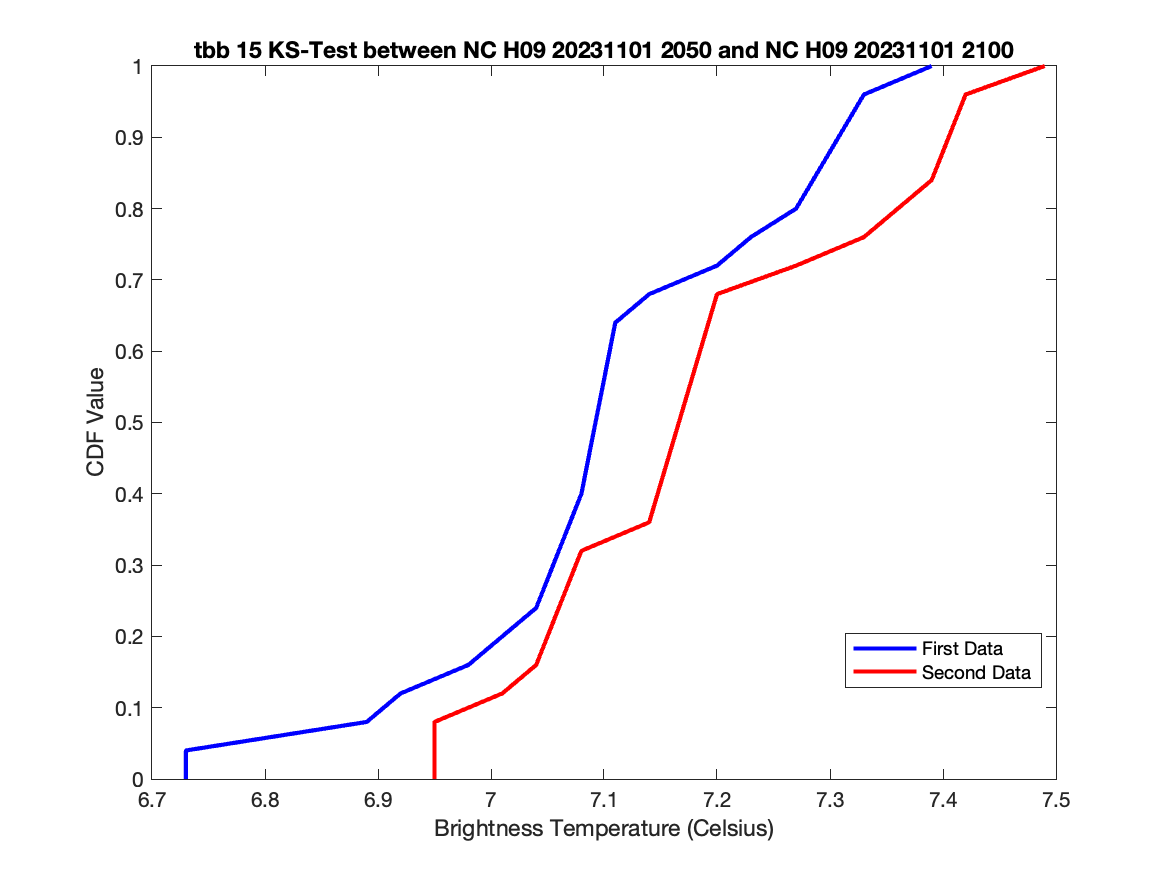 tbb 15 KS-Test between NC H09 20231101 2050 and NC H09 20231101 2100
1
0.9
0.8
0.7
0.6
0.5
0.4
0.3
0.2
0.1
0
CDF Value
First Data
Second Data
6.7 6.8 6.9 7 7.1 7.2 7.3 7.4 7.5
Brightness Temperature (Celsius)